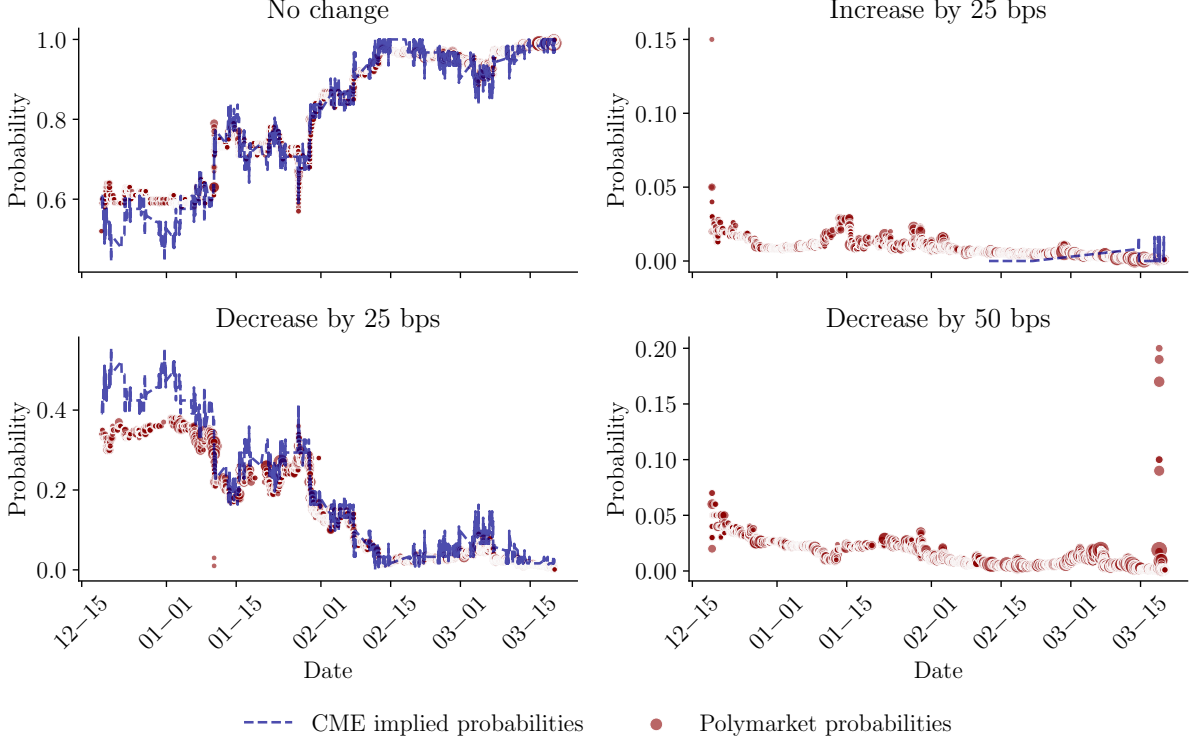 No change
Increase by 25 bps
1.0
0.8
0.6
Probability
0.15
0.10
0.05
0.00
Probability
Decrease by 25 bps
Decrease by 50 bps
0.4
0.2
0.0
Probability
0.20
0.15
0.10
0.05
0.00
Probability
12−15
01−01
01−15
02−01
02−15
03−01
03−15
12−15
01−01
01−15
02−01
02−15
03−01
03−15
Date
Date
CME implied probabilities
Polymarket probabilities